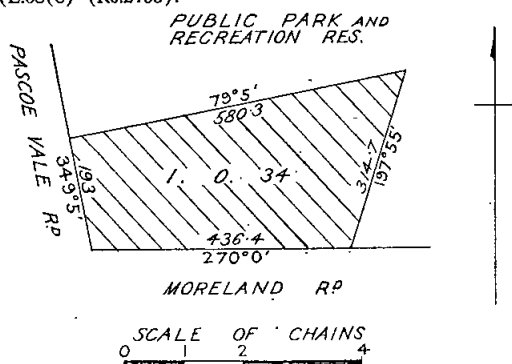 PUBLIC PARK AND
RECREATION RES.
PASCOE VALE RD
79°5'
580.3
349°5'
193
1. 0. 34
314.7
197°55'
436.4
270°0'
MORELAND RD
SCALE OF CHAINS
0 1 2 4